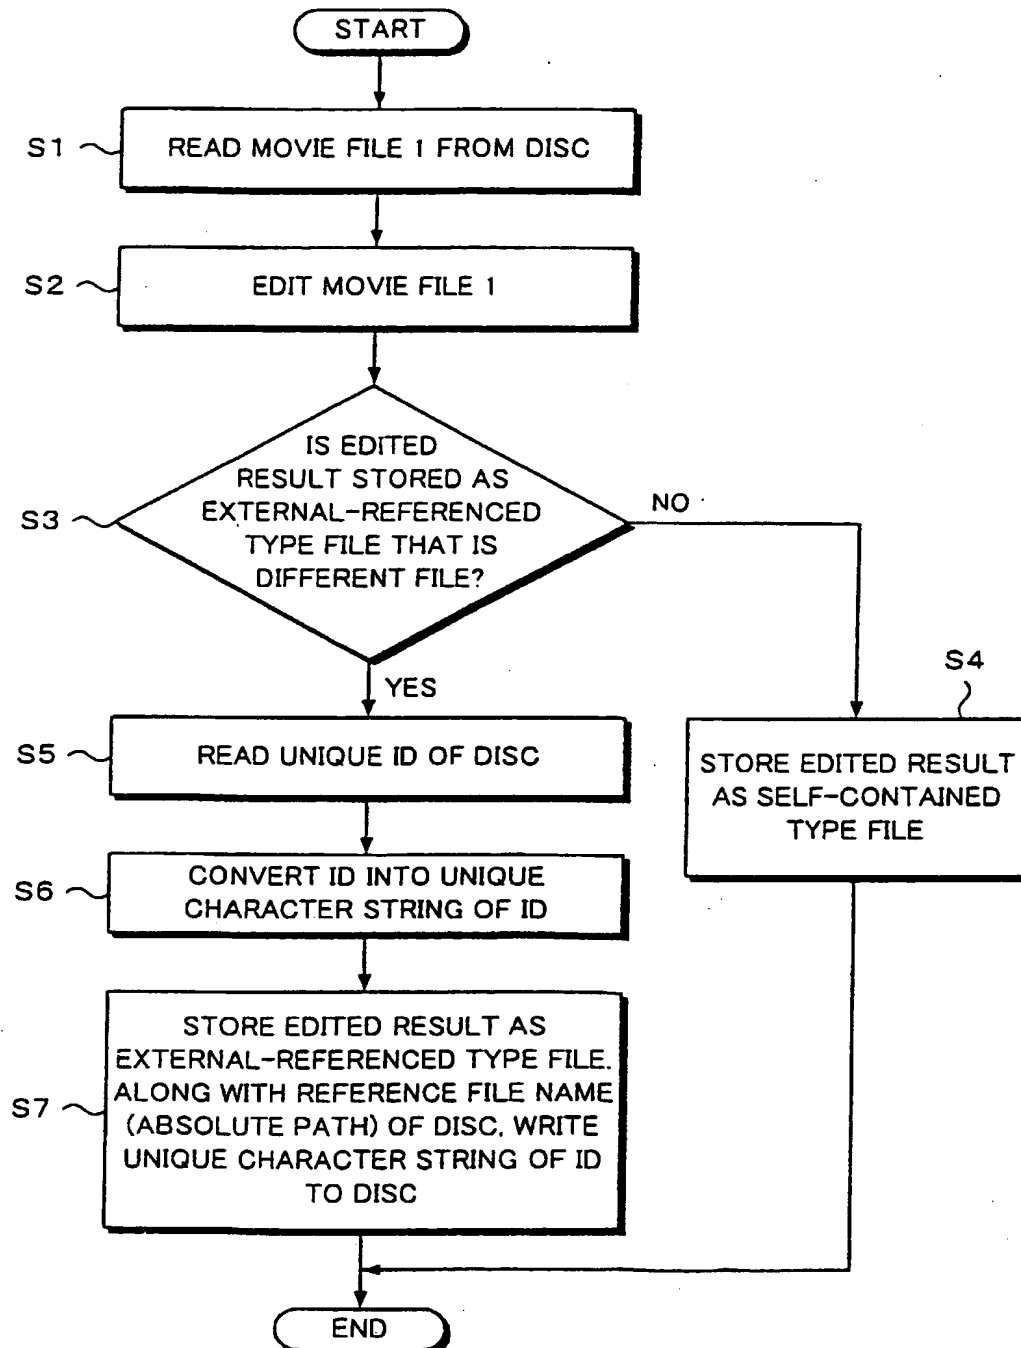 START
S1
READ MOVIE FILE 1 FROM DISC
S2
EDIT MOVIE FILE 1
S3
IS EDITED
RESULT STORED AS
EXTERNAL-REFERENCED
TYPE FILE THAT IS
DIFFERENT FILE?
NO
YES
S4
STORE EDITED RESULT
AS SELF-CONTAINED
TYPE FILE
S5
READ UNIQUE ID OF DISC
S6
CONVERT ID INTO UNIQUE
CHARACTER STRING OF ID
S7
STORE EDITED RESULT AS
EXTERNAL-REFERENCED TYPE FILE.
ALONG WITH REFERENCE FILE NAME
(ABSOLUTE PATH) OF DISC, WRITE
UNIQUE CHARACTER STRING OF ID
TO DISC
END